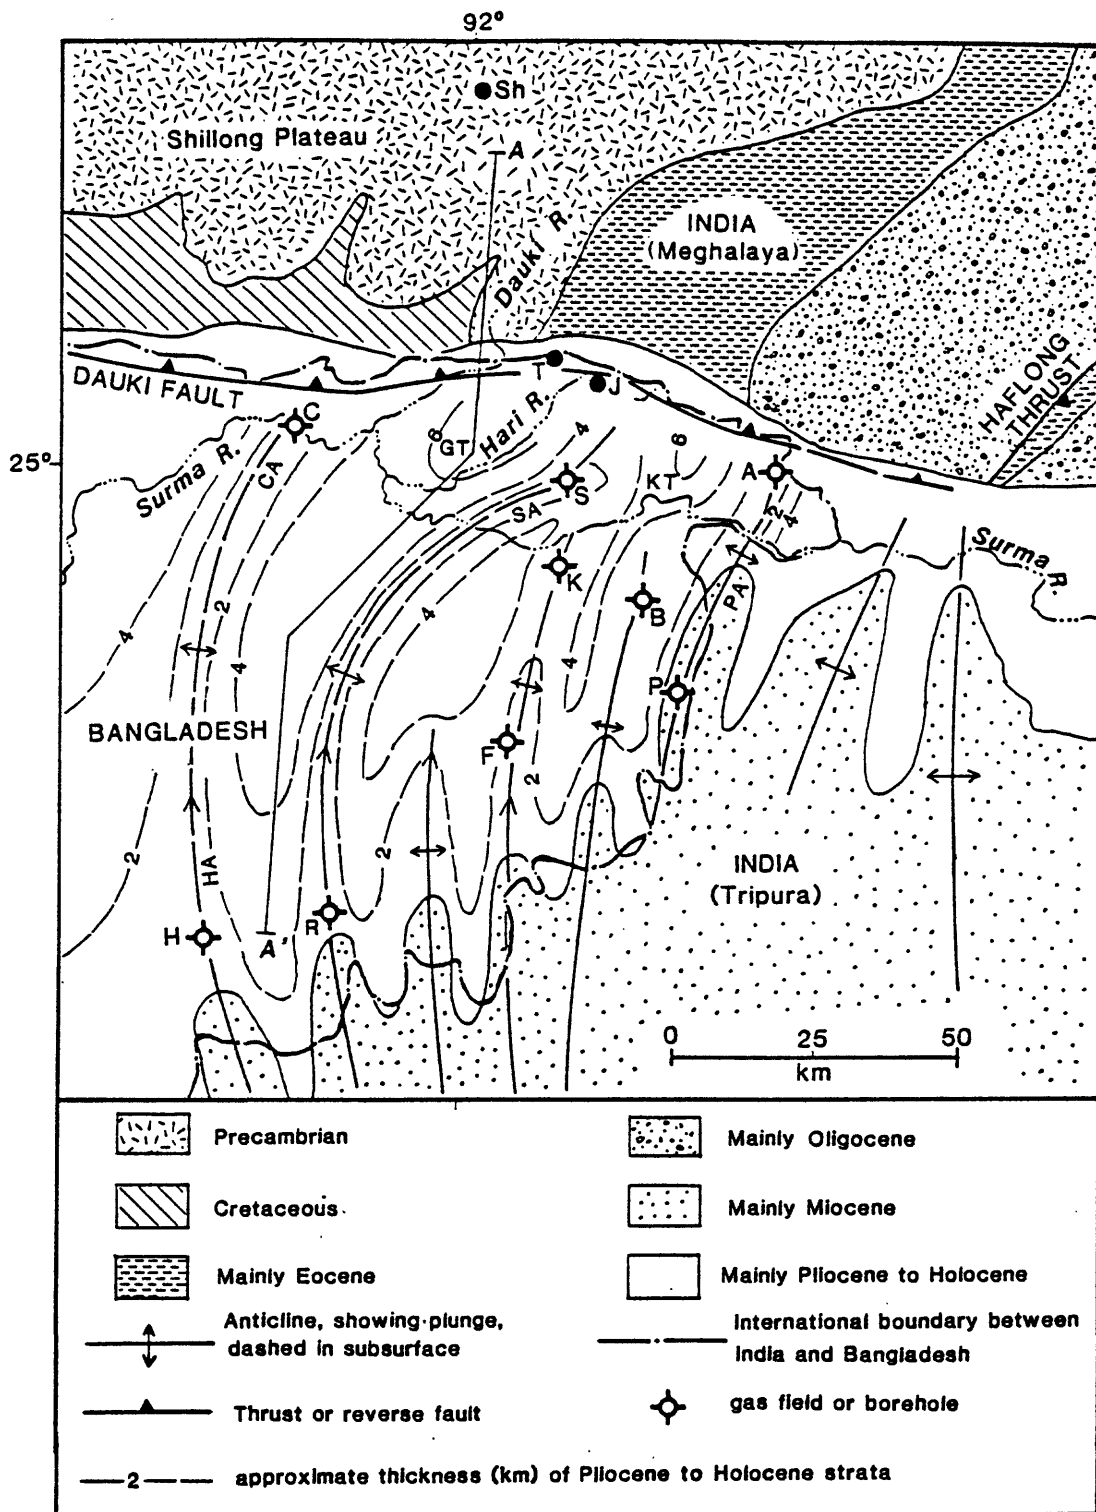 92°
Sh
Shillong Plateau
A
Dauki R.
INDIA
(Meghalaya)
HAFLONG
THRUST
DAUKI FAULT
T
J
C
6
GT
Hari R.
4
6
25°
Surma R.
CA
S
SA
KT
A
2
4
Surma R.
K
B
PA
2
4
4
4
4
P
BANGLADESH
F
2
2
2
HA
INDIA
(Tripura)
H
A'
R
0 25 50
km
Precambrian
Mainly Oligocene
Cretaceous
Mainly Miocene
Mainly Eocene
Mainly Pliocene to Holocene
Anticline, showing plunge,
dashed in subsurface
International boundary between
India and Bangladesh
Thrust or reverse fault
gas field or borehole
2 approximate thickness (km) of Pliocene to Holocene strata